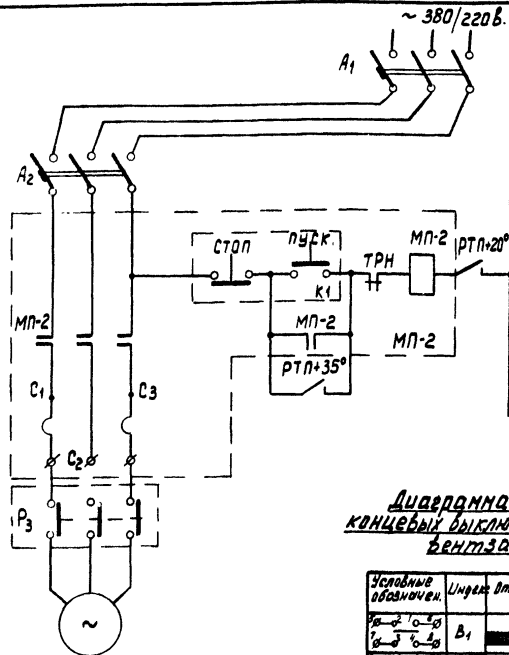 ~ 380/220в.
А1
А2
СТОП
ПУСК.
К1
ТРН
МП-2
РТП+20°
МП-2
МП-2
МП-2
РТП+35°
С1
С3
С2
Р3
~
Диаграмма
концевых выклю
вентза
Условные обозначен.
Индекс
В1